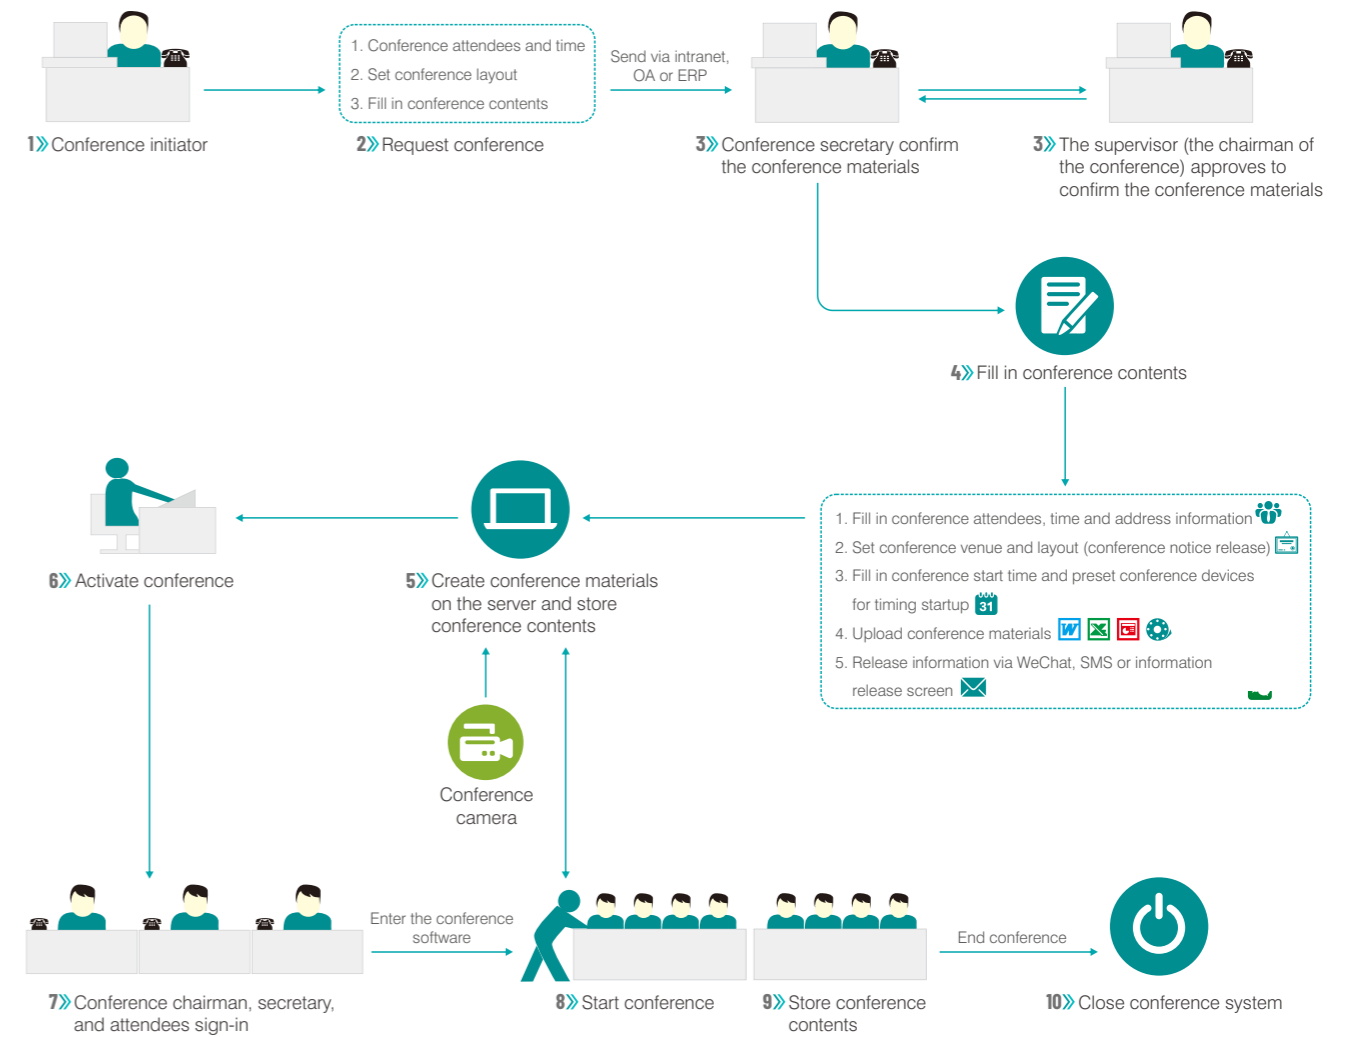 1. Conference attendees and time
2. Set conference layout
3. Fill in conference contents
Send via intranet,
OA or ERP
1» Conference initiator
2» Request conference
3» Conference secretary confirm
the conference materials
3» The supervisor (the chairman of
the conference) approves to
confirm the conference materials
4» Fill in conference contents
1. Fill in conference attendees, time and address information
2. Set conference venue and layout (conference notice release)
3. Fill in conference start time and preset conference devices
for timing startup 31
4. Upload conference materials W X
5. Release information via WeChat, SMS or information
release screen
5» Create conference materials
on the server and store
conference contents
6» Activate conference
Conference
camera
Enter the conference
software
End conference
7» Conference chairman, secretary,
and attendees sign-in
8» Start conference
9» Store conference
contents
10» Close conference system